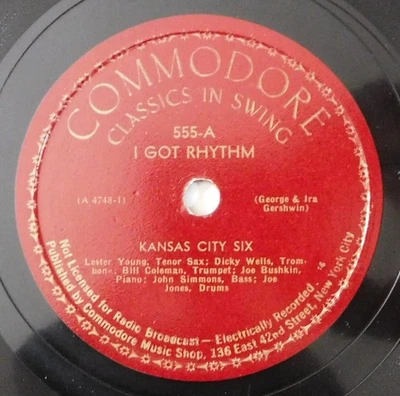 COMMODORE
CLASSICS IN SWING
555-A
I GOT RHYTHM
(A 4748-1)
(George & Ira
Gershwin)
KANSAS CITY SIX
Lester Young, Tenor Sax; Dicky Wells, Trom-
bone; Bill Coleman, Trumpet; Joe Bushkin,
Piano; John Simmons, Bass; Joe
Jones, Drums
Not Licensed for Radio Broadcast — Electrically Recorded
Published by Commodore Music Shop, 136 East 42nd Street, New York City